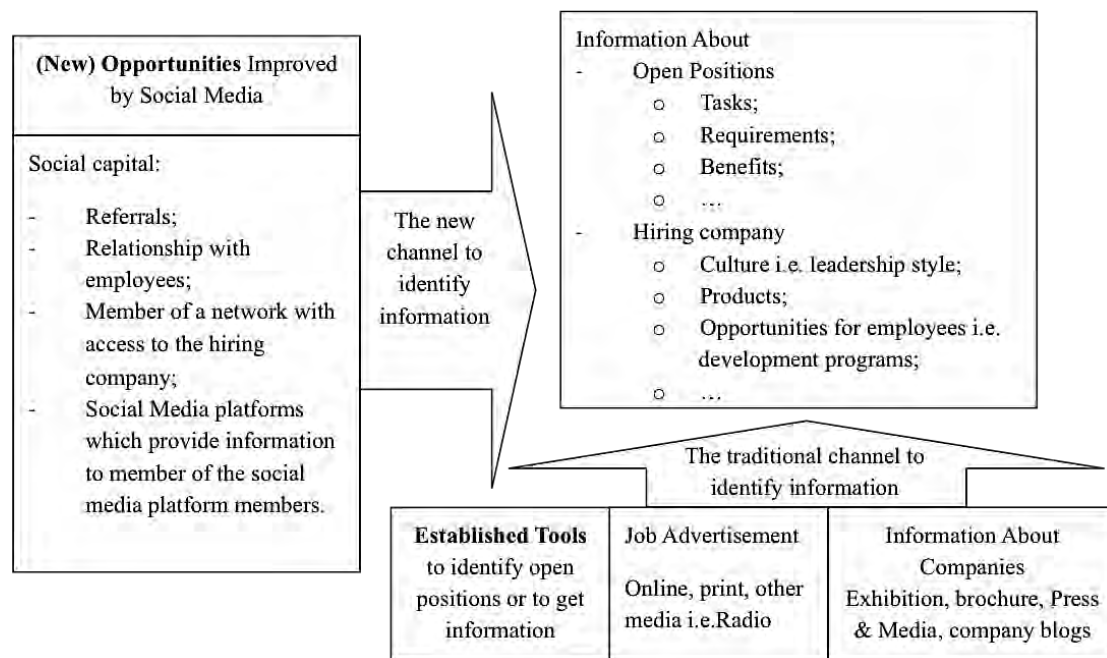 (New) Opportunities Improved
by Social Media
Social capital:
- Referrals;
- Relationship with
employees;
- Member of a network with
access to the hiring
company;
- Social Media platforms
which provide information
to member of the social
media platform members.
The new
channel to
identify
information
Information About
- Open Positions
o Tasks;
o Requirements;
o Benefits;
o …
- Hiring company
o Culture i.e. leadership style;
o Products;
o Opportunities for employees i.e.
development programs;
o …
The traditional channel to
identify information
Established Tools
to identify open
positions or to get
information
Job Advertisement
Online, print, other
media i.e.Radio
Information About
Companies
Exhibition, brochure, Press
& Media, company blogs